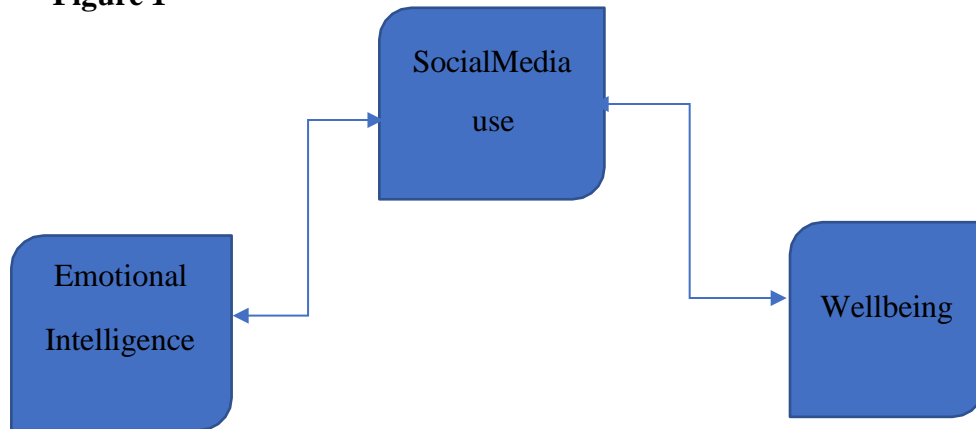 Figure 1
SocialMedia
use
Emotional
Intelligence
Wellbeing